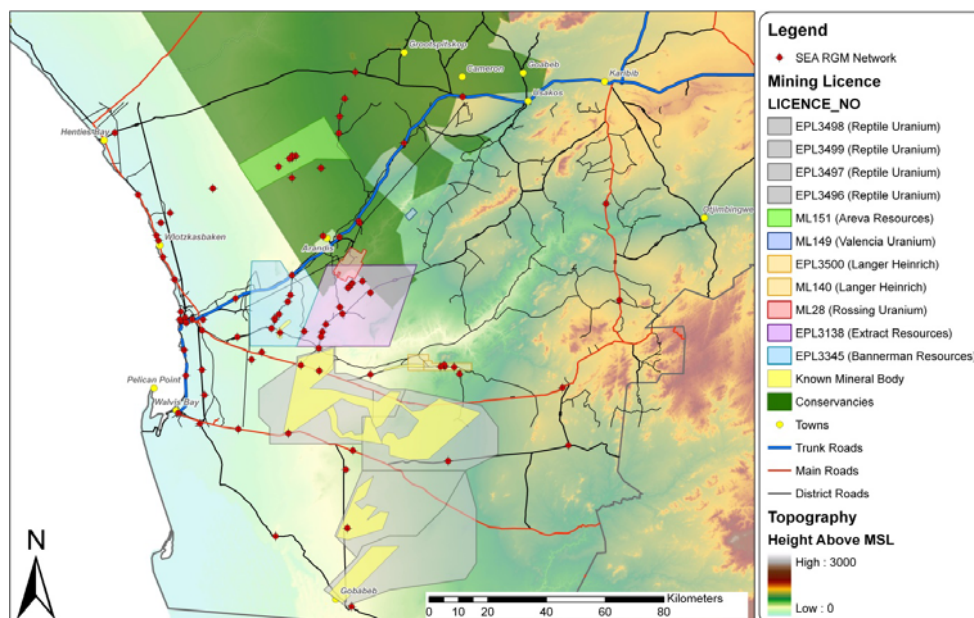 Grootspitskop
Cameron
Goabeb
Karibib
Usakos
Henties Bay
Otjimbingwe
Wlotzkasbaken
Arandis
Pelican Point
Walvis Bay
Gobabeb
N
Kilometers
0 10 20 40 60 80
Legend
SEA RGM Network
Mining Licence
LICENCE_NO
EPL3498 (Reptile Uranium)
EPL3499 (Reptile Uranium)
EPL3497 (Reptile Uranium)
EPL3496 (Reptile Uranium)
ML151 (Areva Resources)
ML149 (Valencia Uranium)
EPL3500 (Langer Heinrich)
ML140 (Langer Heinrich)
ML28 (Rossing Uranium)
EPL3138 (Extract Resources)
EPL3345 (Bannerman Resources)
Known Mineral Body
Conservancies
Towns
Trunk Roads
Main Roads
District Roads
Topography
Height Above MSL
High : 3000
Low : 0